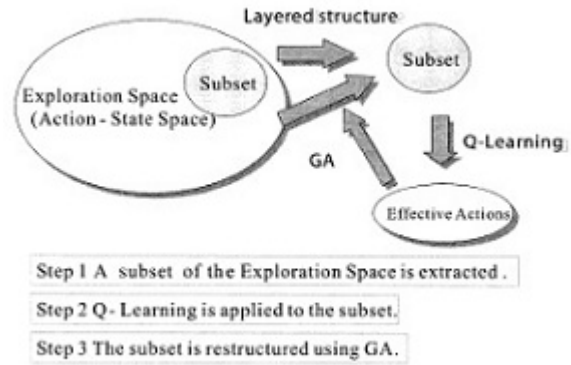 Layered structure
Subset
Subset
Exploration Space
(Action - State Space)
Q-Learning
GA
Effective Actions
Step 1 A subset of the Exploration Space is extracted .
Step 2 Q- Learning is applied to the subset.
Step 3 The subset is restructured using GA.